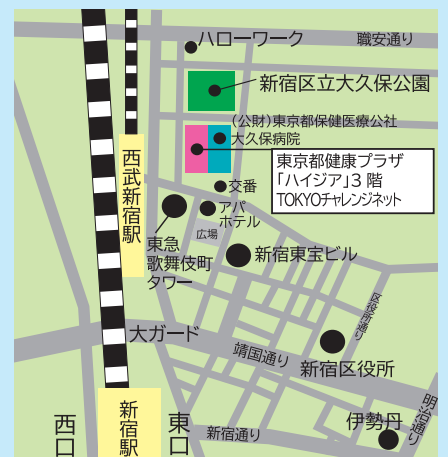 ハローワーク
職安通り
新宿区立大久保公園
(公財)東京都保健医療公社
大久保病院
東京都健康プラザ
「ハイジア」3階
TOKYOチャレンジネット
西武新宿駅
交番
アパ
ホテル
広場
東急
歌舞伎町
タワー
新宿東宝ビル
区役所通り
大ガード
靖国通り
新宿区役所
明治通り
伊勢丹
新宿通り
西口
新宿駅
東口